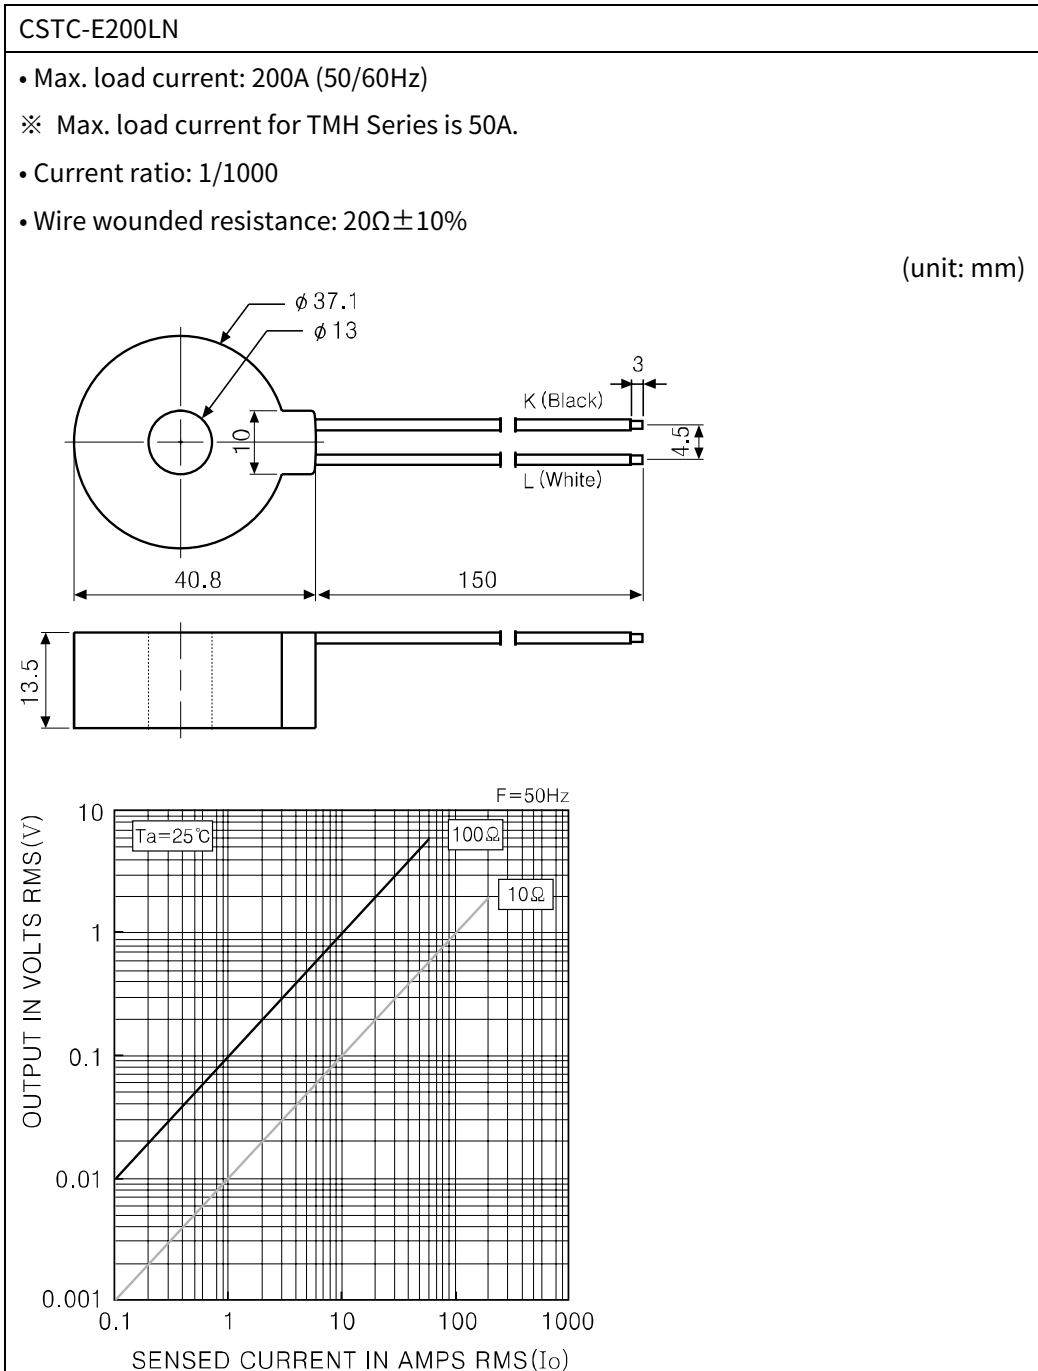 CSTC-E200LN
• Max. load current: 200A (50/60Hz)
※ Max. load current for TMH Series is 50A.
• Current ratio: 1/1000
• Wire wounded resistance: 20Ω±10%
(unit: mm)
ϕ37.1
ϕ13
3
K (Black)
10
4.5
L (White)
40.8
150
13.5
F=50Hz
10
Ta=25℃
100Ω
10Ω
1
0.1
0.01
0.001
OUTPUT IN VOLTS RMS(V)
0.1
1
10
100
1000
SENSED CURRENT IN AMPS RMS(Io)